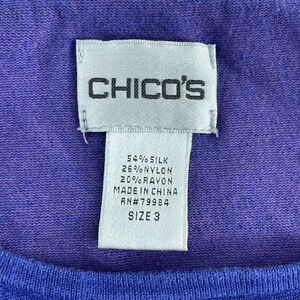 CHICO'S
54% SILK
26% NYLON
20% RAYON
MADE IN CHINA
RN#79984
SIZE 3